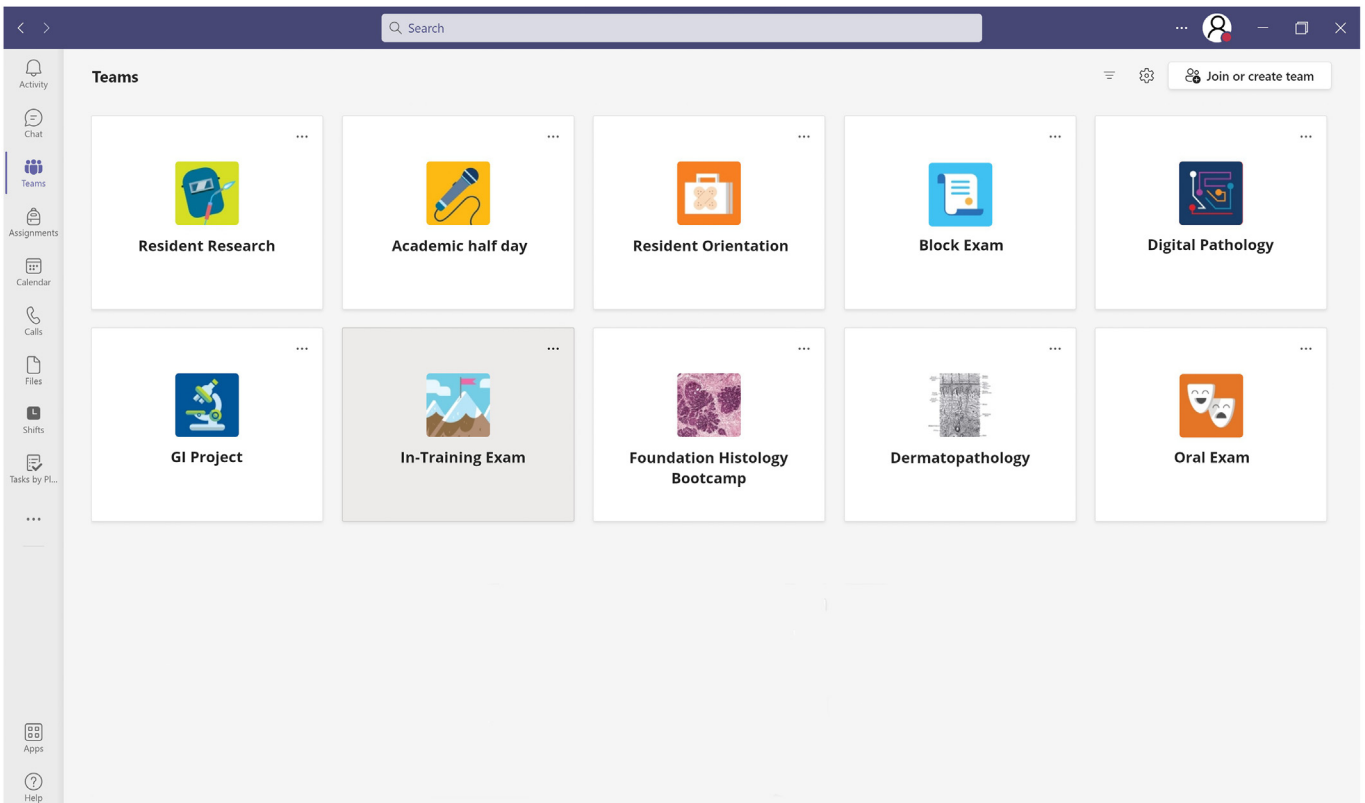 Search
Activity
Chat
Teams
Assignments
Calendar
Calls
Files
Shifts
Tasks by Pl...
Apps
Help
Teams
Join or create team
Resident Research
Academic half day
Resident Orientation
Block Exam
Digital Pathology
GI Project
In-Training Exam
Foundation Histology
Bootcamp
Dermatopathology
Oral Exam